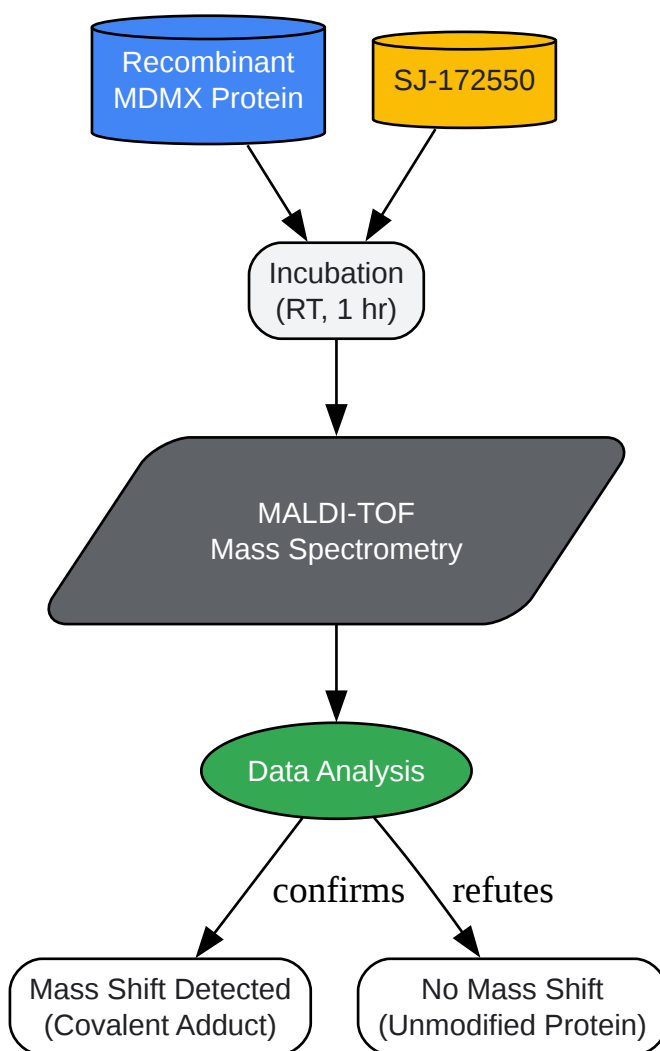 Recombinant
MDMX Protein
SJ-172550
Incubation
(RT, 1 hr)
MALDI-TOF
Mass Spectrometry
Data Analysis
confirms
refutes
Mass Shift Detected
(Covalent Adduct)
No Mass Shift
(Unmodified Protein)